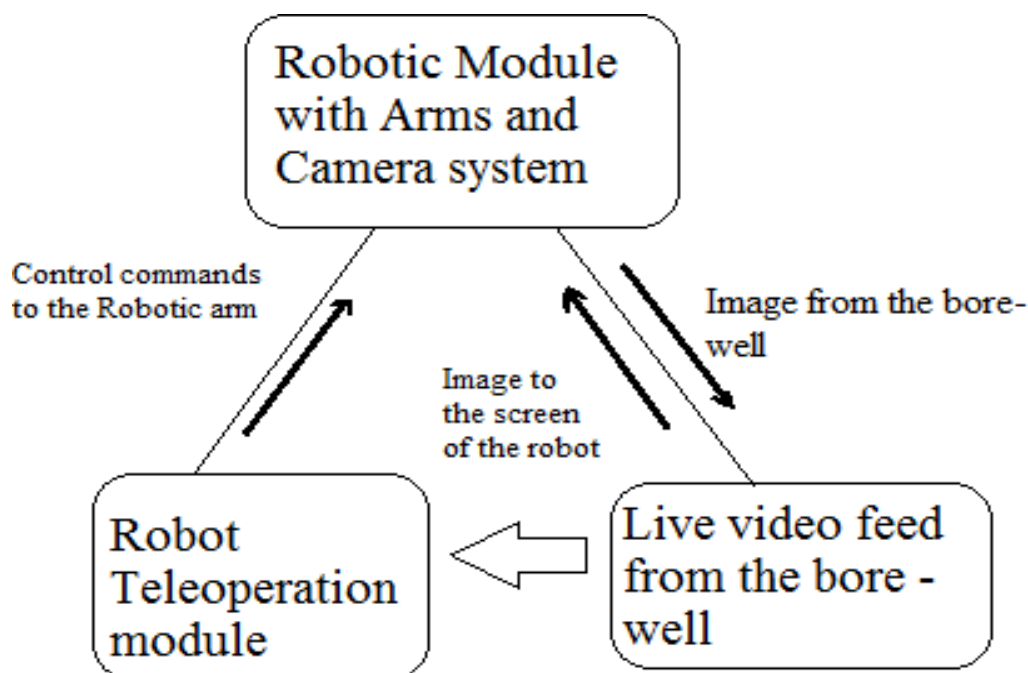 Robotic Module
with Arms and
Camera system
Control commands
to the Robotic arm
Image from the bore-
well
Image to
the screen
of the robot
Robot
Teleoperation
module
Live video feed
from the bore -
well